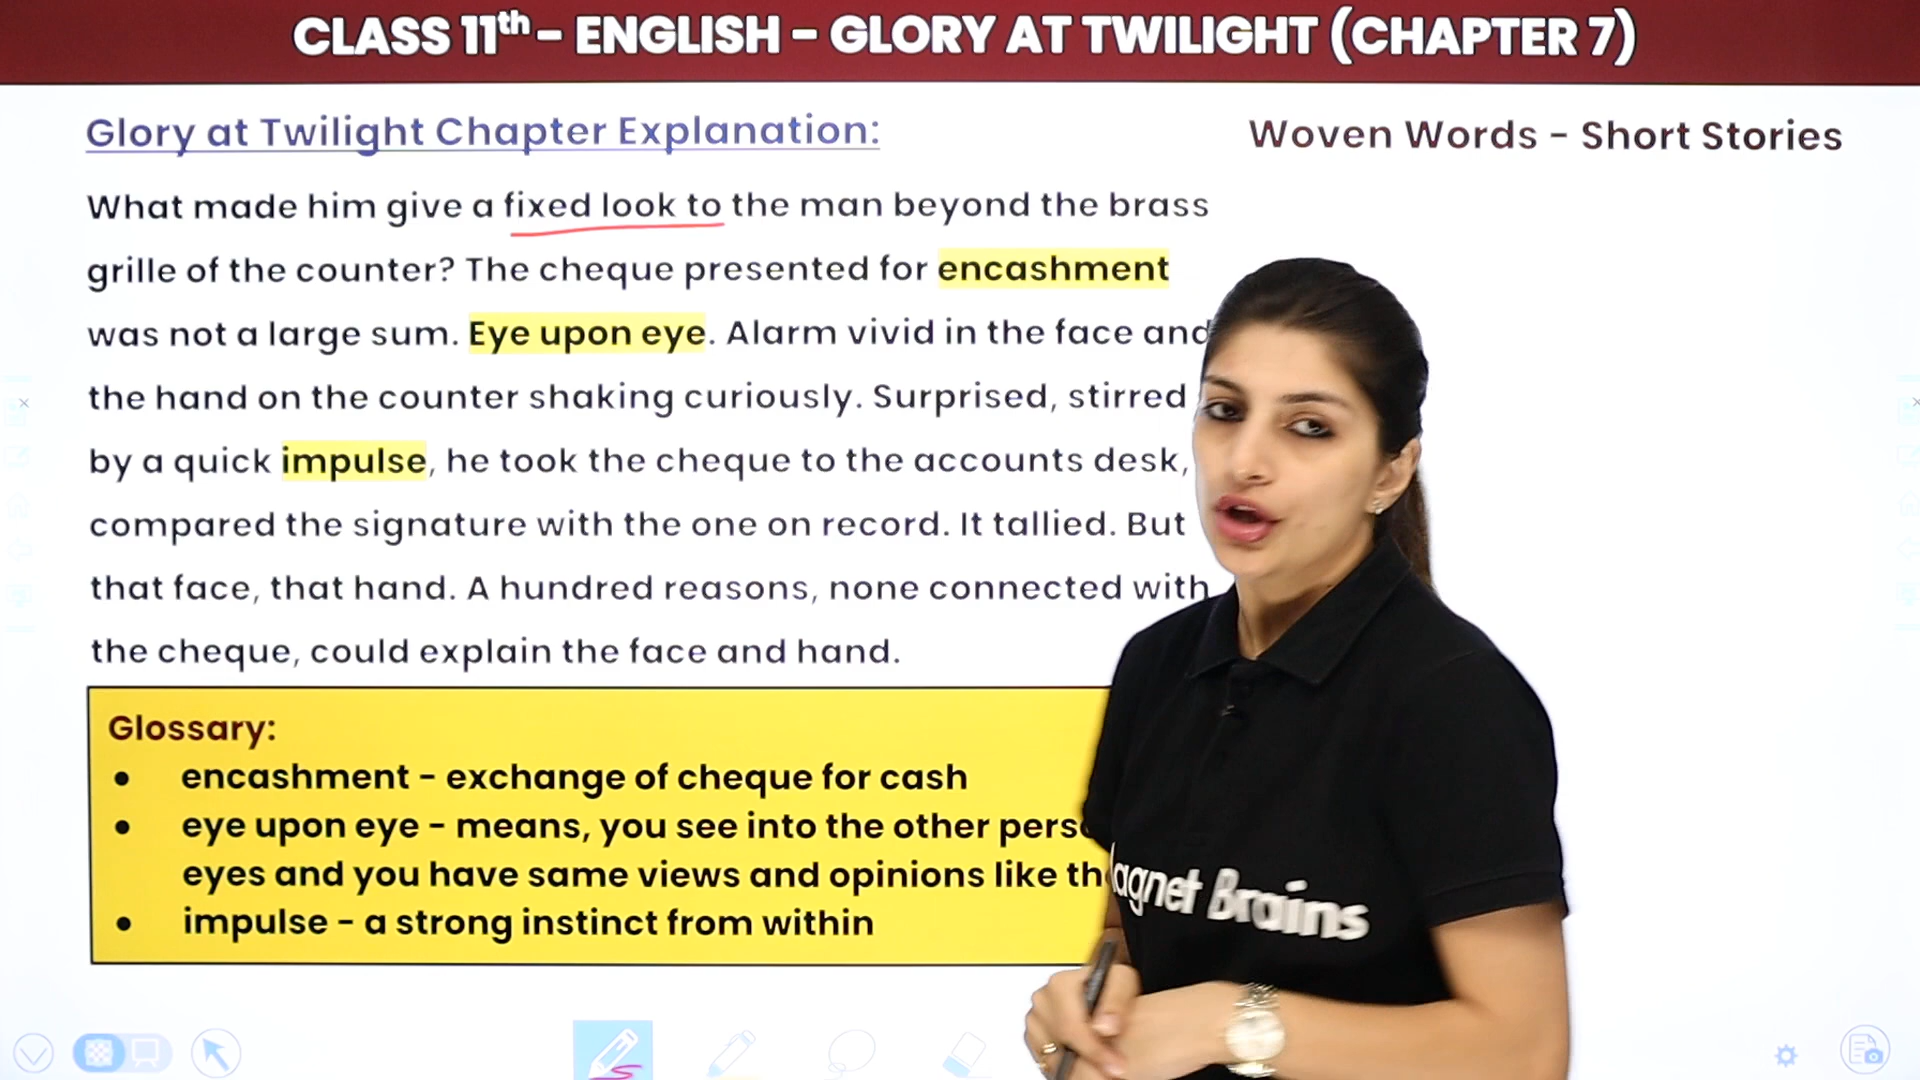 CLASS 11th – ENGLISH – GLORY AT TWILIGHT (CHAPTER 7)
Glory at Twilight Chapter Explanation:
Woven Words – Short Stories
What made him give a fixed look to the man beyond the brass
grille of the counter? The cheque presented for encashment
was not a large sum. Eye upon eye. Alarm vivid in the face and
the hand on the counter shaking curiously. Surprised, stirred
by a quick impulse, he took the cheque to the accounts desk,
compared the signature with the one on record. It tallied. But
that face, that hand. A hundred reasons, none connected with
the cheque, could explain the face and hand.
Glossary:
• encashment – exchange of cheque for cash
• eye upon eye – means, you see into the other
eyes and you have same views and opinions like
• impulse – a strong instinct from within
Brains